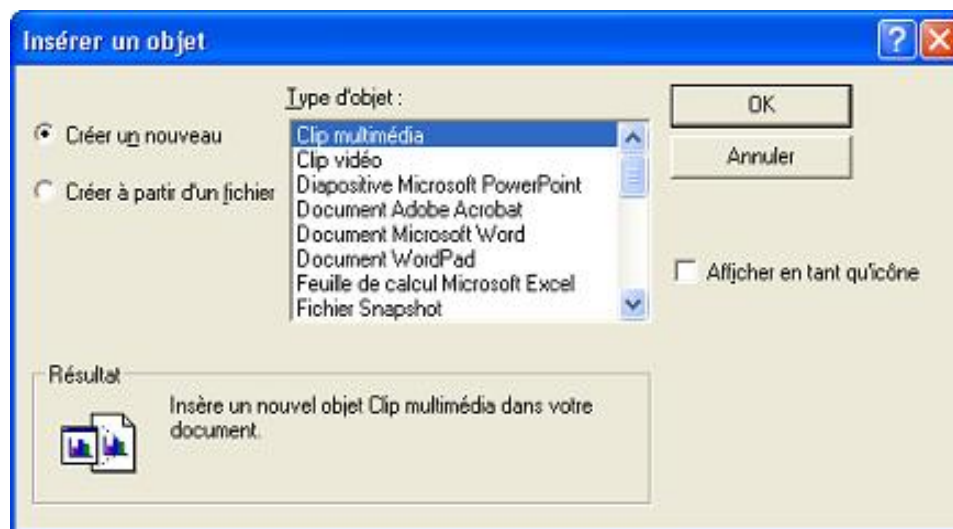 Insérer un objet
Type d'objet :
Créer un nouveau
Créer à partir d'un fichier
Clip multimédia
Clip vidéo
Diapositive Microsoft PowerPoint
Document Adobe Acrobat
Document Microsoft Word
Document WordPad
Feuille de calcul Microsoft Excel
Fichier Snapshot
OK
Annuler
Afficher en tant qu'icône
Résultat
Insère un nouvel objet Clip multimédia dans votre
document.